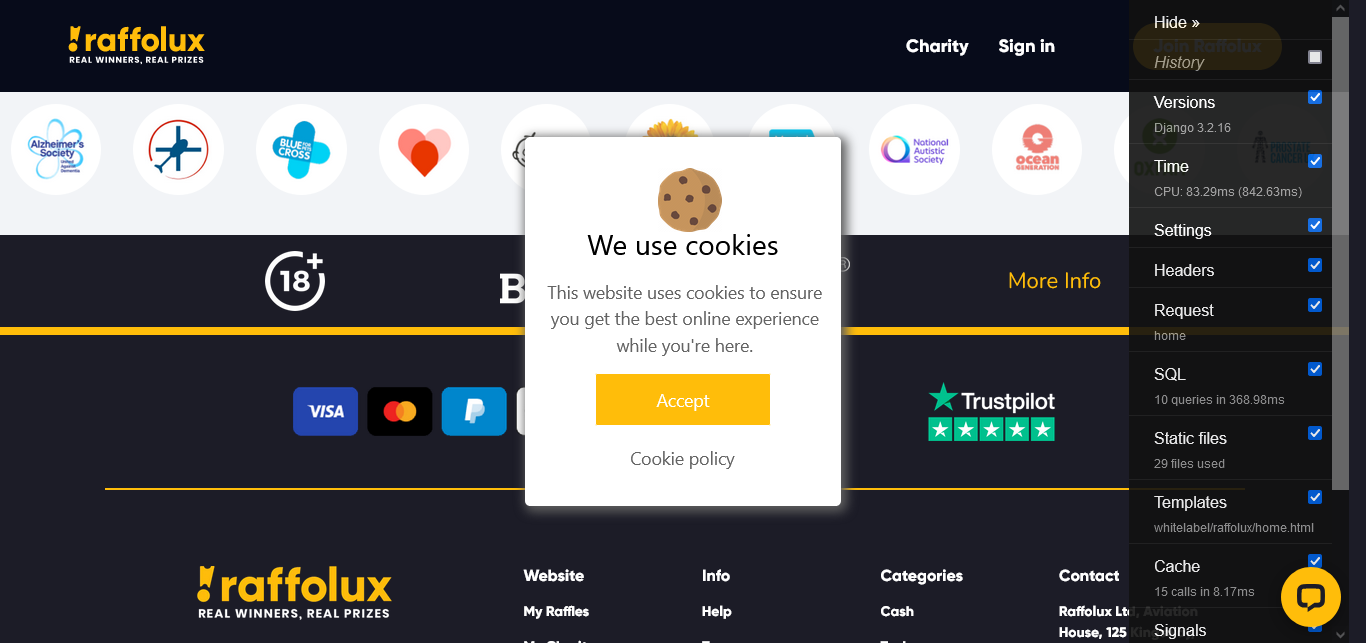 raffolux
REAL WINNERS, REAL PRIZES
Charity
Sign in
Join Raffolux
Alzheimer's
Society
United
Against
Dementia
BLUE FOR PETS
CROSS
National
Autistic
Society
ocean
GENERATION
PROSTATE
CANCER
18+
B
®
More Info
We use cookies
This website uses cookies to ensure
you get the best online experience
while you're here.
Accept
Cookie policy
VISA
Trustpilot
raffolux
REAL WINNERS, REAL PRIZES
Website
My Raffles
Info
Help
Categories
Cash
Contact
Raffolux Ltd, Aviation
House, 125
Hide »
History
Versions
Django 3.2.16
Time
CPU: 83.29ms (842.63ms)
Settings
Headers
Request
home
SQL
10 queries in 368.98ms
Static files
29 files used
Templates
whitelabel/raffolux/home.html
Cache
15 calls in 8.17ms
Signals